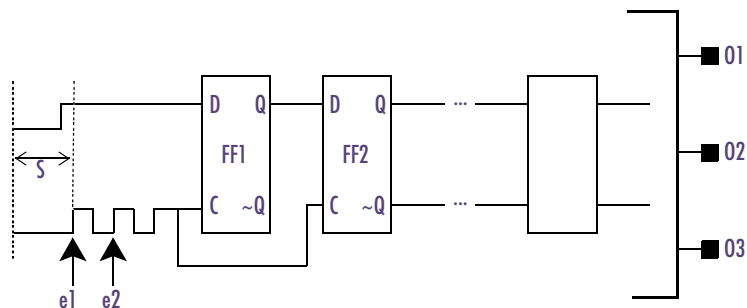 O1
D Q D Q ...
FF1 FF2
O2
S
C ~Q C ~Q ...
O3
e1 e2